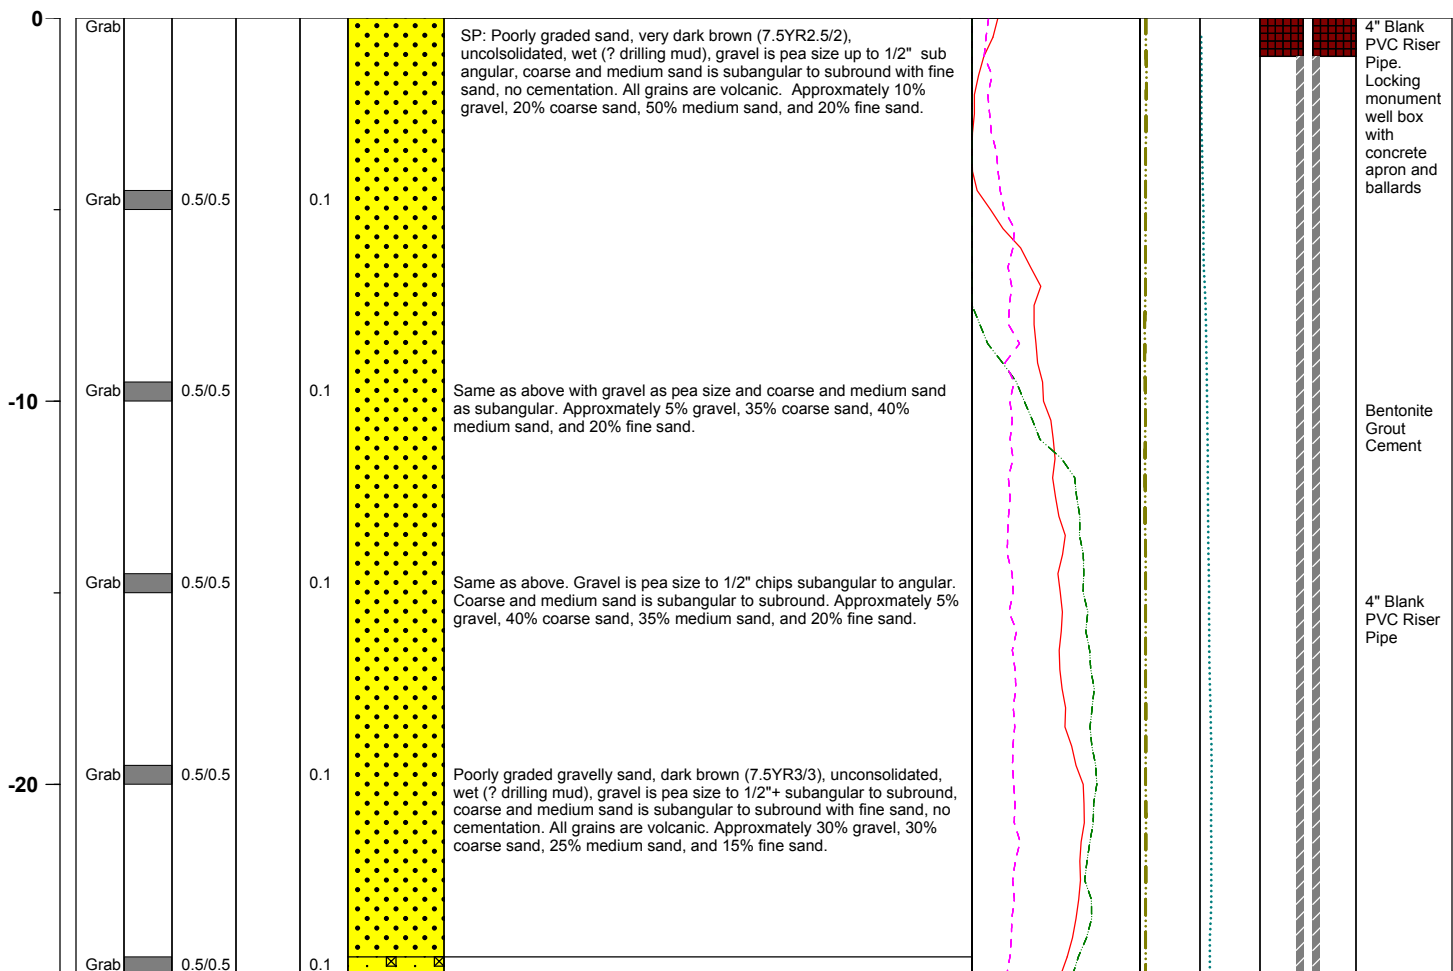 0
Grab
SP: Poorly graded sand, very dark brown (7.5YR2.5/2),
uncolsolidated, wet (? drilling mud), gravel is pea size up to 1/2" sub
angular, coarse and medium sand is subangular to subround with fine
sand, no cementation. All grains are volcanic. Approxmately 10%
gravel, 20% coarse sand, 50% medium sand, and 20% fine sand.
4" Blank
PVC Riser
Pipe.
Locking
monument
well box
with
concrete
apron and
ballards
Grab 0.5/0.5 0.1
-10
Grab 0.5/0.5 0.1
Same as above with gravel as pea size and coarse and medium sand
as subangular. Approxmately 5% gravel, 35% coarse sand, 40%
medium sand, and 20% fine sand.
Bentonite
Grout
Cement
Grab 0.5/0.5 0.1
Same as above. Gravel is pea size to 1/2" chips subangular to angular.
Coarse and medium sand is subangular to subround. Approxmately 5%
gravel, 40% coarse sand, 35% medium sand, and 20% fine sand.
4" Blank
PVC Riser
Pipe
-20
Grab 0.5/0.5 0.1
Poorly graded gravelly sand, dark brown (7.5YR3/3), unconsolidated,
wet (? drilling mud), gravel is pea size to 1/2"+ subangular to subround,
coarse and medium sand is subangular to subround with fine sand, no
cementation. All grains are volcanic. Approxmately 30% gravel, 30%
coarse sand, 25% medium sand, and 15% fine sand.
Grab 0.5/0.5 0.1